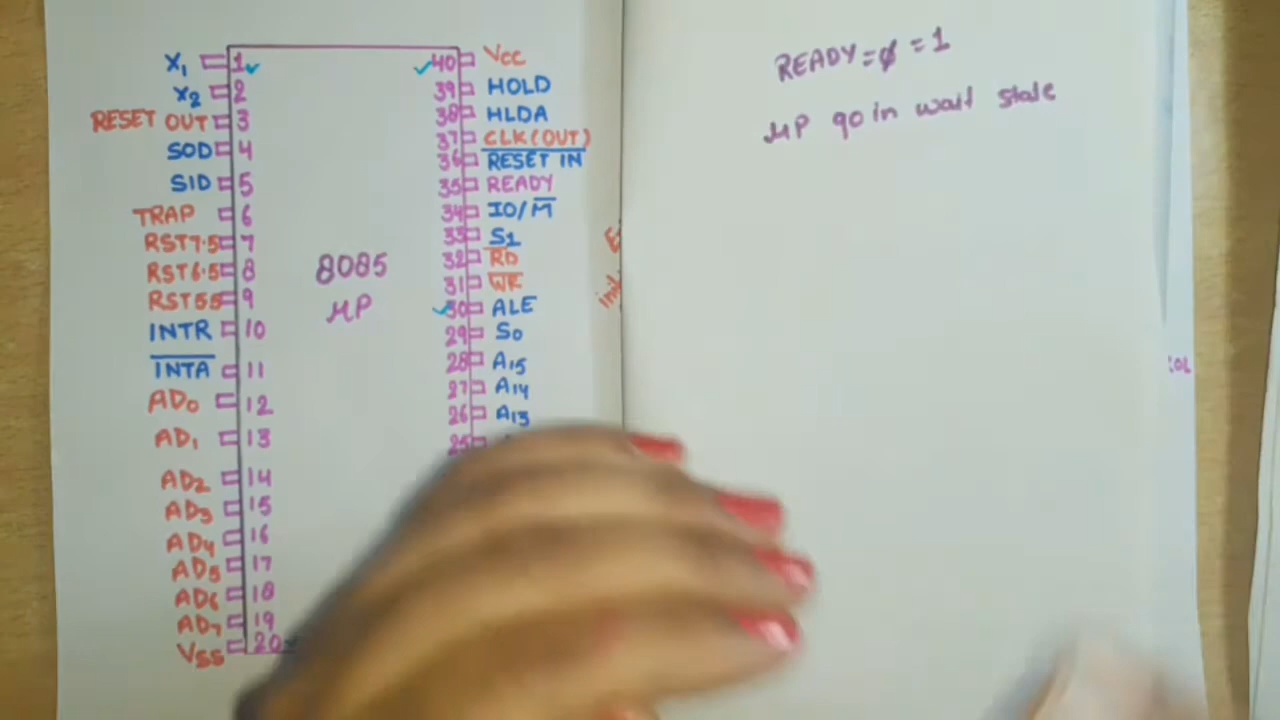 X1 1 40 Vcc
X2 2 39 HOLD
RESET OUT 3 38 HLDA
SOD 4 37 CLK(OUT)
SID 5 36 RESET IN
TRAP 6 35 READY
RST7.5 7 34 IO/M
RST6.5 8 33 S1
RST5.5 9 32 RD
INTR 10 31 WR
INTA 11 30 ALE
AD0 12 29 S0
AD1 13 28 A15
AD2 14 27 A14
AD3 15 26 A13
AD4 16 25
AD5 17
AD6 18
AD7 19
Vss 20
8085
μP
READY=0 =1
μP go in wait state